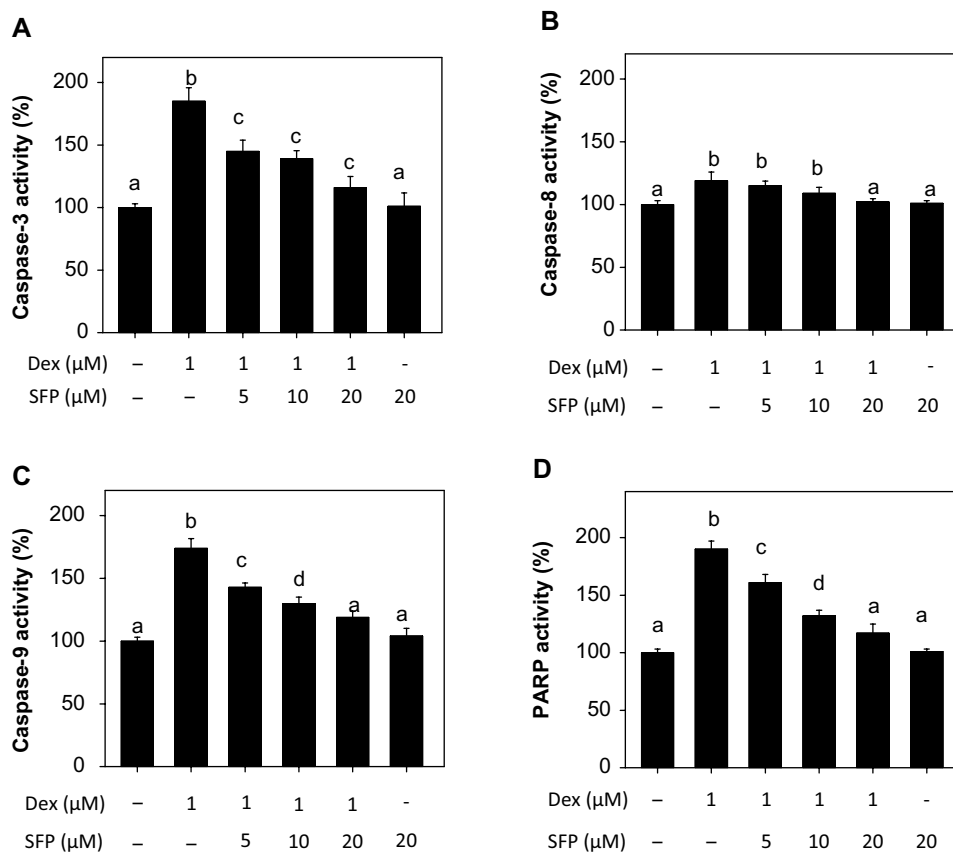 A
Caspase-3 activity (%)
200
150
100
50
0
a
b
c
c
c
a
Dex (μM) – 1 1 1 1 -
SFP (μM) – – 5 10 20 20
B
Caspase-8 activity (%)
200
150
100
50
0
a
b
b
b
a
a
Dex (μM) – 1 1 1 1 -
SFP (μM) – – 5 10 20 20
C
Caspase-9 activity (%)
200
150
100
50
0
a
b
c
d
a
a
Dex (μM) – 1 1 1 1 -
SFP (μM) – – 5 10 20 20
D
PARP activity (%)
200
150
100
50
0
a
b
c
d
a
a
Dex (μM) – 1 1 1 1 -
SFP (μM) – – 5 10 20 20